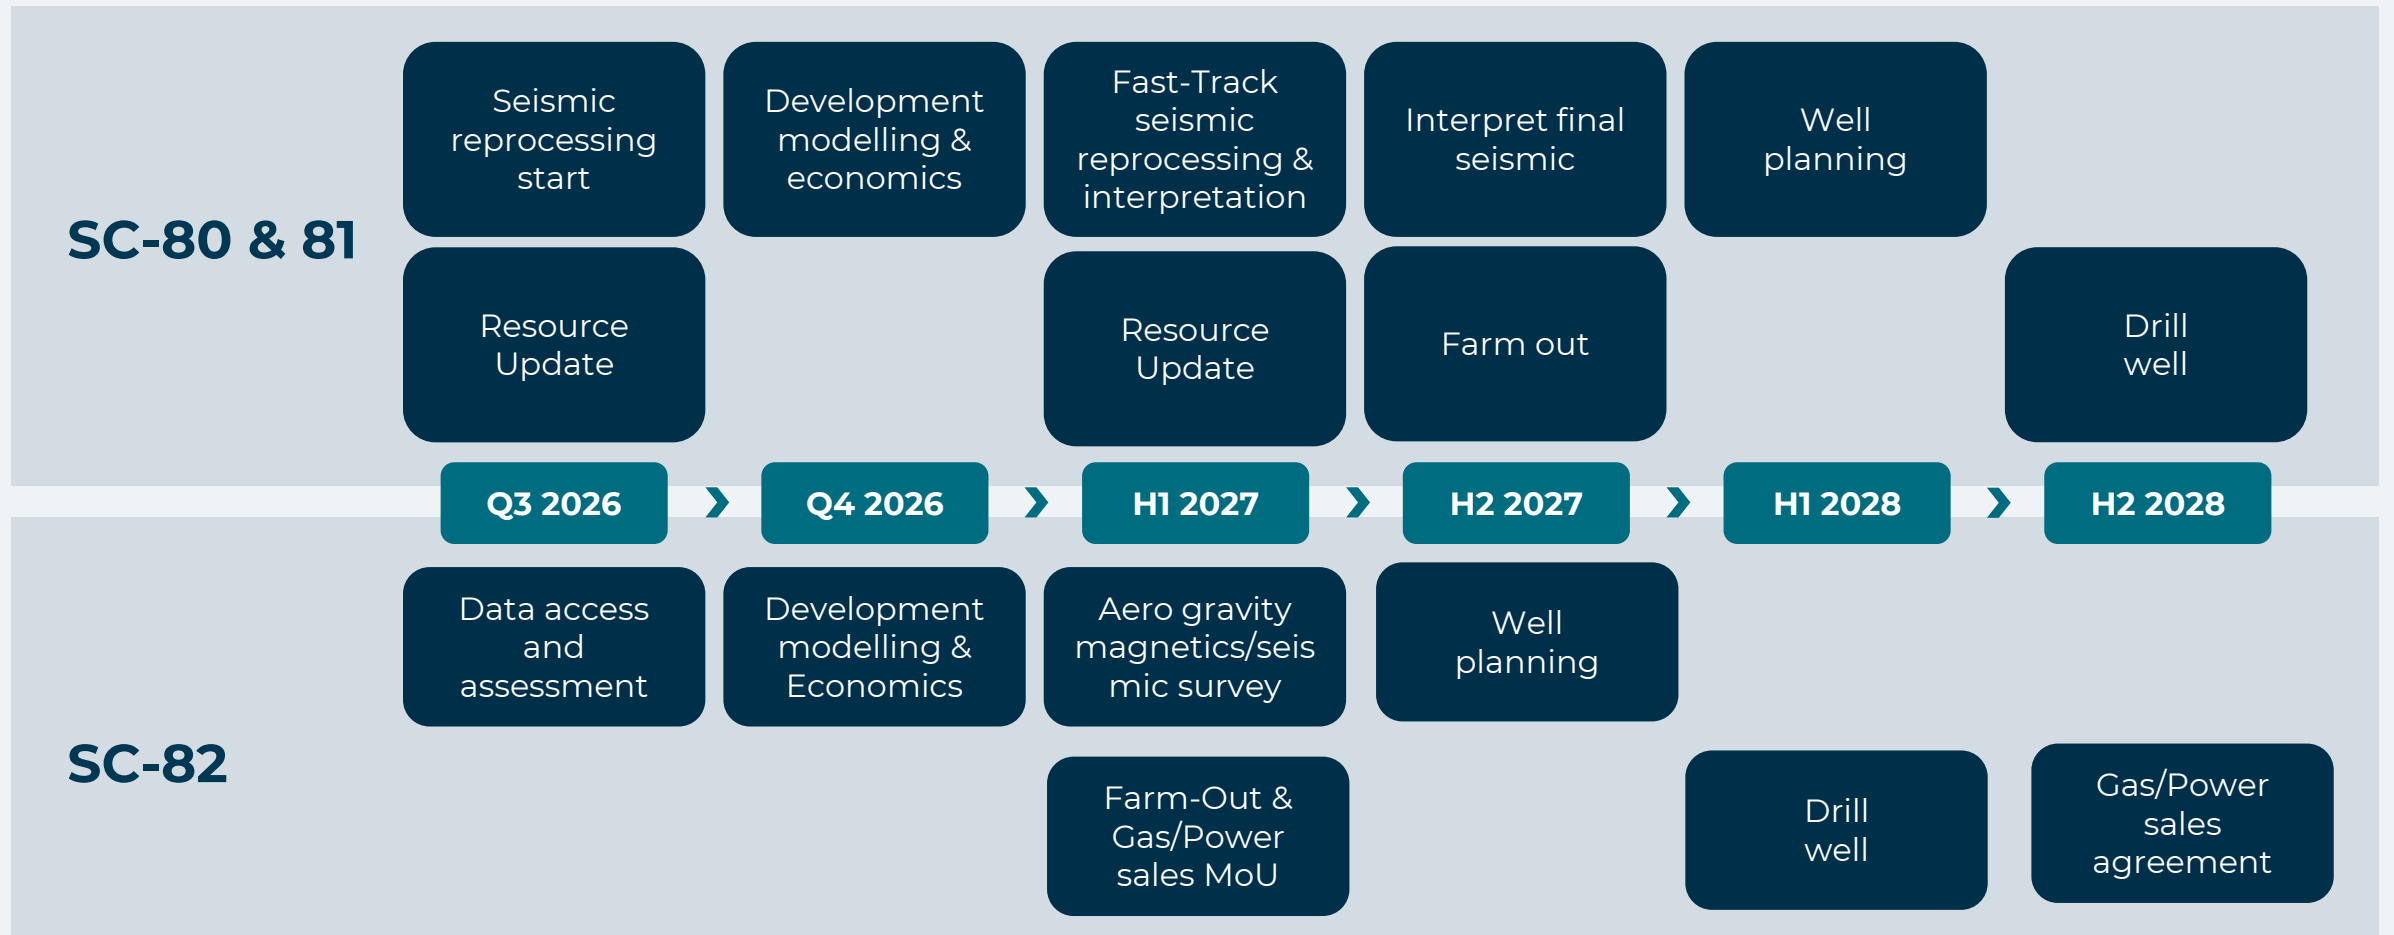 SC-80 & 81
Seismic
reprocessing
start
Development
modelling &
economics
Fast-Track
seismic
reprocessing &
interpretation
Interpret final
seismic
Well
planning
Resource
Update
Resource
Update
Farm out
Drill
well
Q3 2026
Q4 2026
H1 2027
H2 2027
H1 2028
H2 2028
SC-82
Data access
and
assessment
Development
modelling &
Economics
Aero gravity
magnetics/seis
mic survey
Well
planning
Farm-Out &
Gas/Power
sales MoU
Drill
well
Gas/Power
sales
agreement